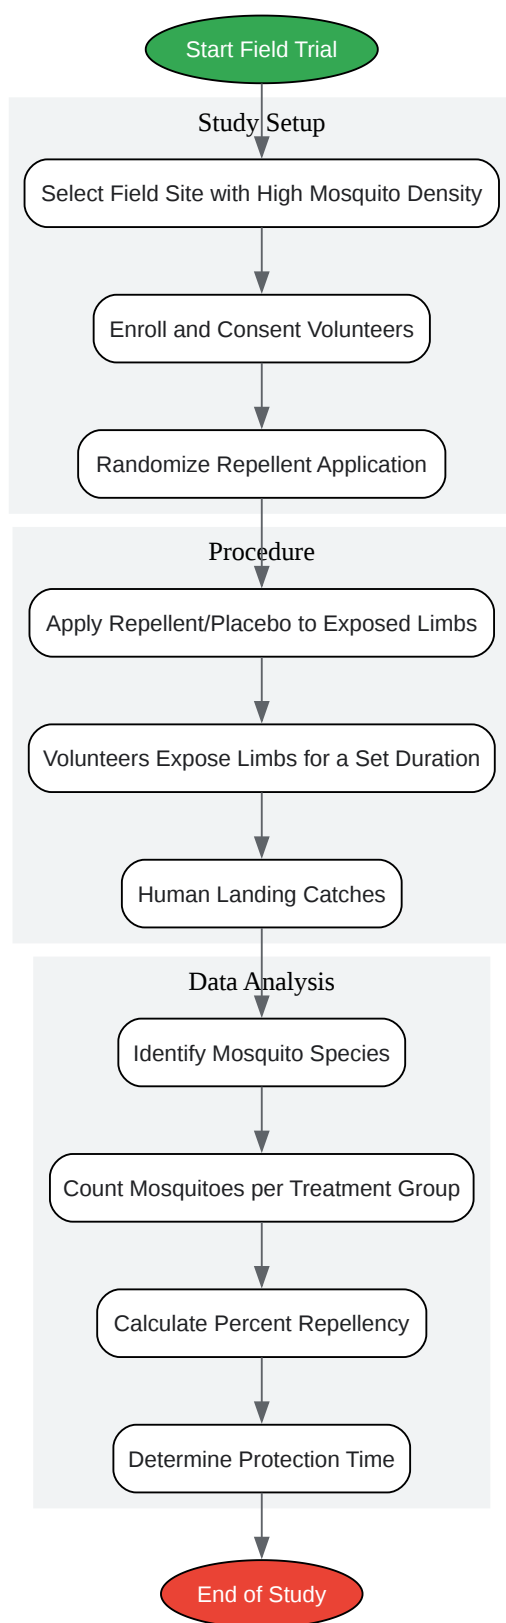 Start Field Trial
Study Setup
Select Field Site with High Mosquito Density
Enroll and Consent Volunteers
Randomize Repellent Application
Procedure
Apply Repellent/Placebo to Exposed Limbs
Volunteers Expose Limbs for a Set Duration
Human Landing Catches
Data Analysis
Identify Mosquito Species
Count Mosquitoes per Treatment Group
Calculate Percent Repellency
Determine Protection Time
End of Study